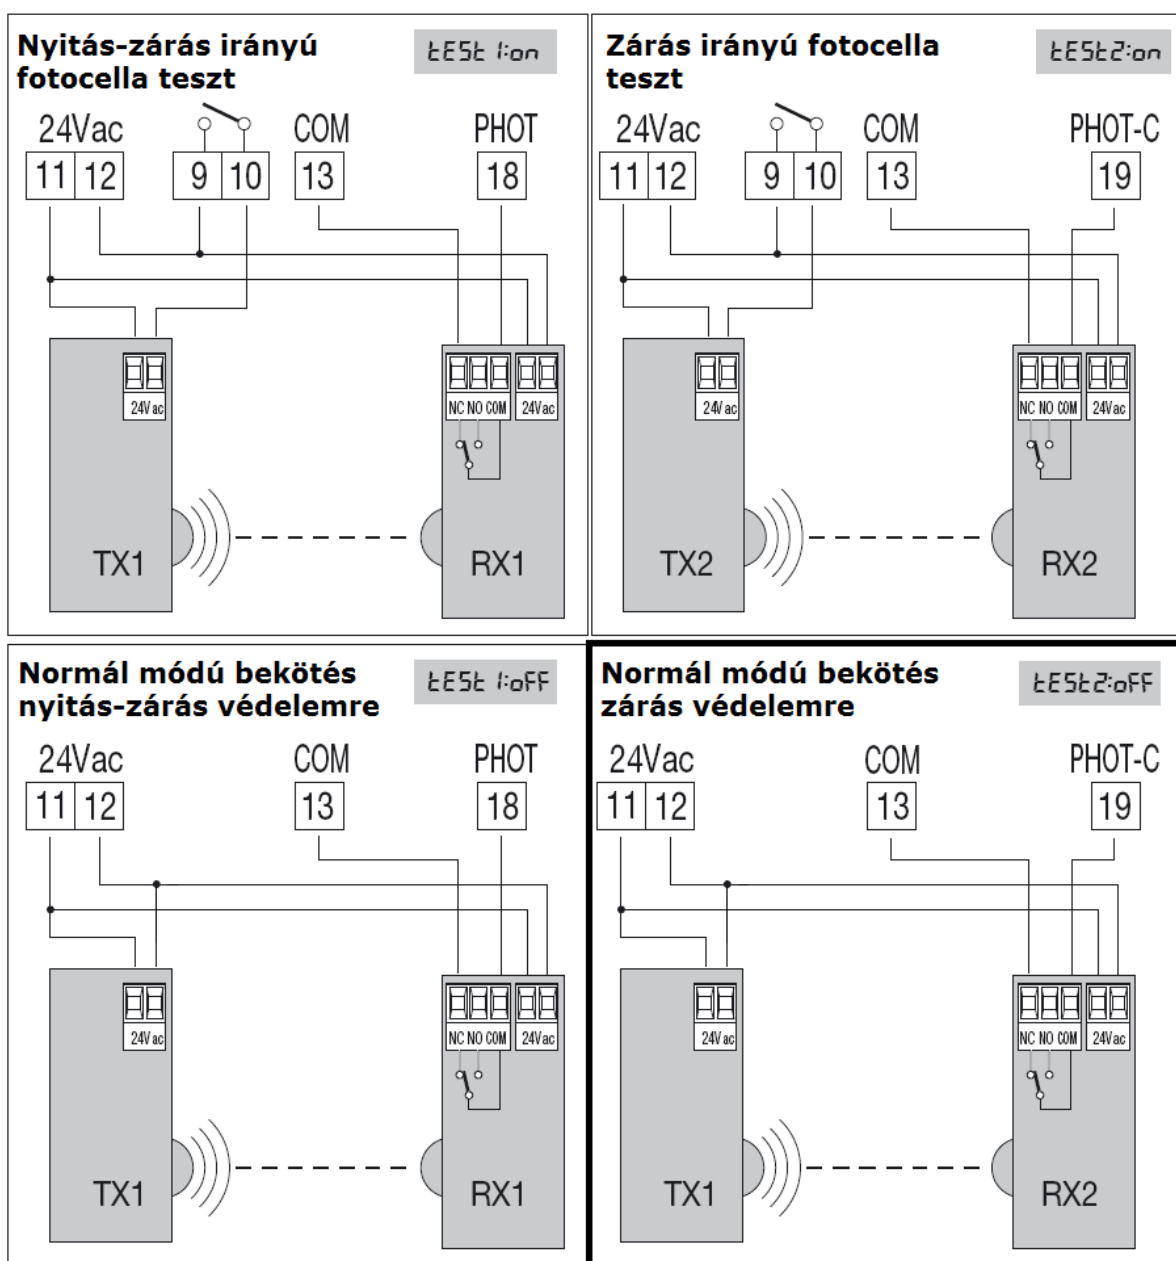 Nyitás-zárás irányú
fotocella teszt
tESt 1:on
24Vac
COM
PHOT
11 12
9 10
13
18
24Vac
NC NO COM
24Vac
TX1
RX1
Zárás irányú fotocella
teszt
tESt2:on
24Vac
COM
PHOT-C
11 12
9 10
13
19
24Vac
NC NO COM
24Vac
TX2
RX2
Normál módú bekötés
nyitás-zárás védelemre
tESt 1:oFF
24Vac
COM
PHOT
11 12
13
18
24Vac
NC NO COM
24Vac
TX1
RX1
Normál módú bekötés
zárás védelemre
tESt2:oFF
24Vac
COM
PHOT-C
11 12
13
19
24Vac
NC NO COM
24Vac
TX1
RX2